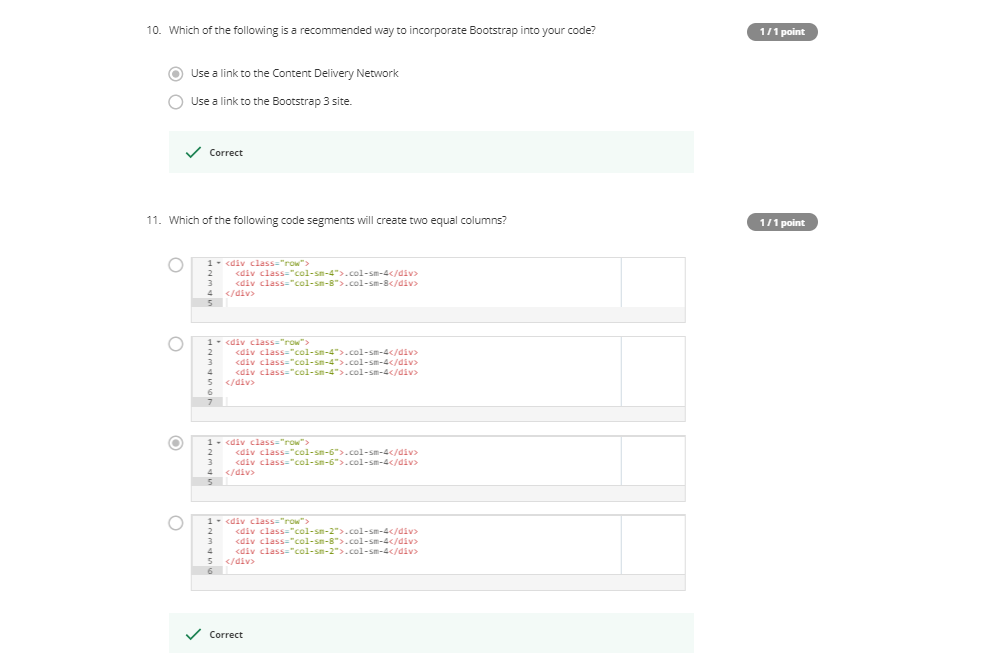 10. Which of the following is a recommended way to incorporate Bootstrap into your code?
1 / 1 point
Use a link to the Content Delivery Network
Use a link to the Bootstrap 3 site.
Correct
11. Which of the following code segments will create two equal columns?
1 / 1 point
1 <div class="row">
2 <div class="col-sm-4">.col-sm-4</div>
3 <div class="col-sm-8">.col-sm-8</div>
4 </div>
5
1 <div class="row">
2 <div class="col-sm-4">.col-sm-4</div>
3 <div class="col-sm-4">.col-sm-4</div>
4 <div class="col-sm-4">.col-sm-4</div>
5 </div>
6
7
1 <div class="row">
2 <div class="col-sm-6">.col-sm-4</div>
3 <div class="col-sm-6">.col-sm-4</div>
4 </div>
5
1 <div class="row">
2 <div class="col-sm-2">.col-sm-4</div>
3 <div class="col-sm-8">.col-sm-4</div>
4 <div class="col-sm-2">.col-sm-4</div>
5 </div>
6
Correct